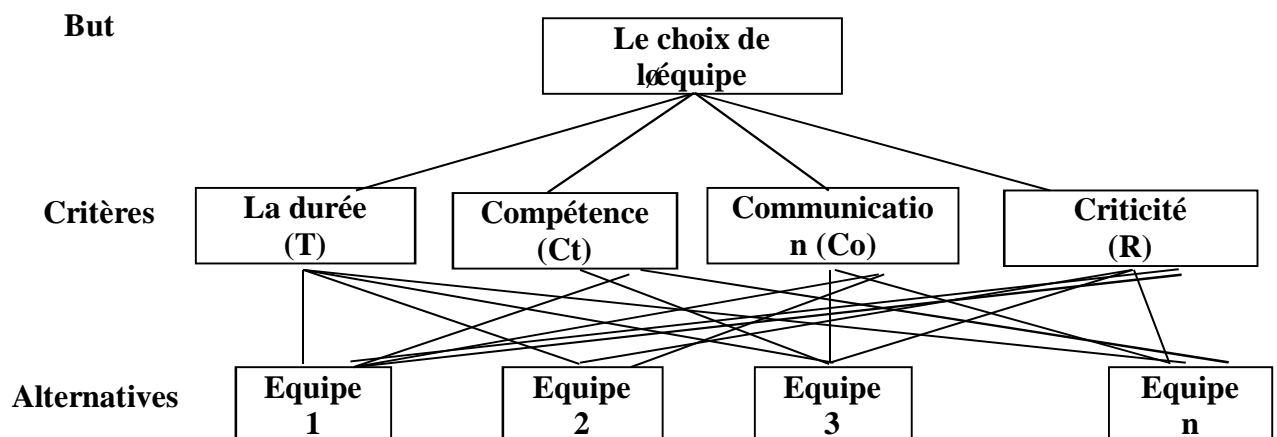 But
Le choix de
løéquipe
Critères
La durée
(T)
Compétence
(Ct)
Communicatio
n (Co)
Criticité
(R)
Alternatives
Equipe
1
Equipe
2
Equipe
3
Equipe
n